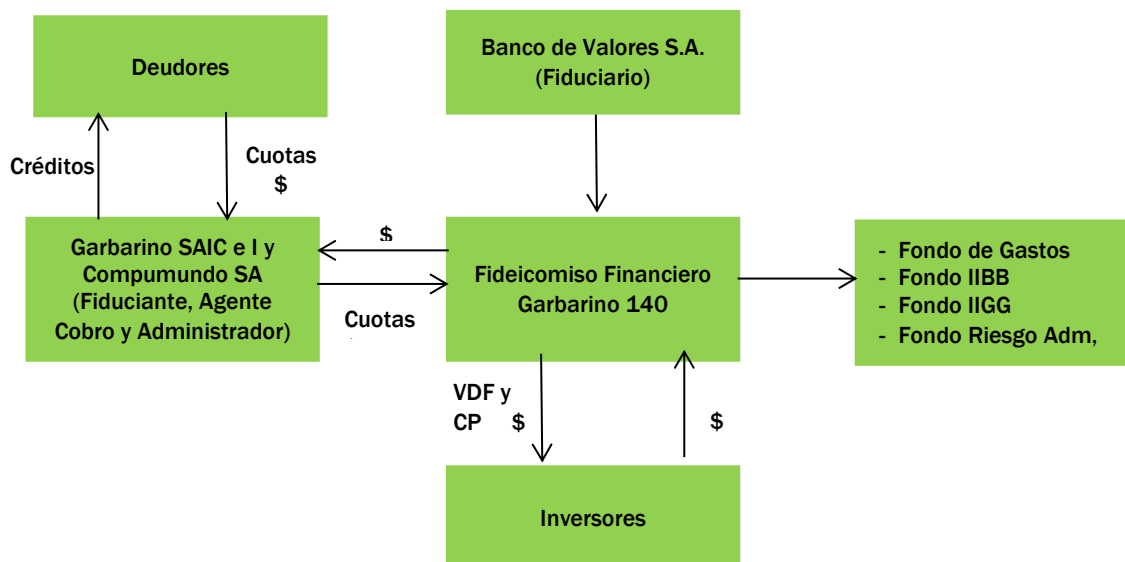 Deudores
Banco de Valores S.A.
(Fiduciario)
Créditos
Cuotas
$
Garbarino SAIC e I y
Compumundo SA
(Fiduciante, Agente
Cobro y Administrador)
$
Cuotas
Fideicomiso Financiero
Garbarino 140
- Fondo de Gastos
- Fondo IIBB
- Fondo IIGG
- Fondo Riesgo Adm,
VDF y
CP $
$
Inversores